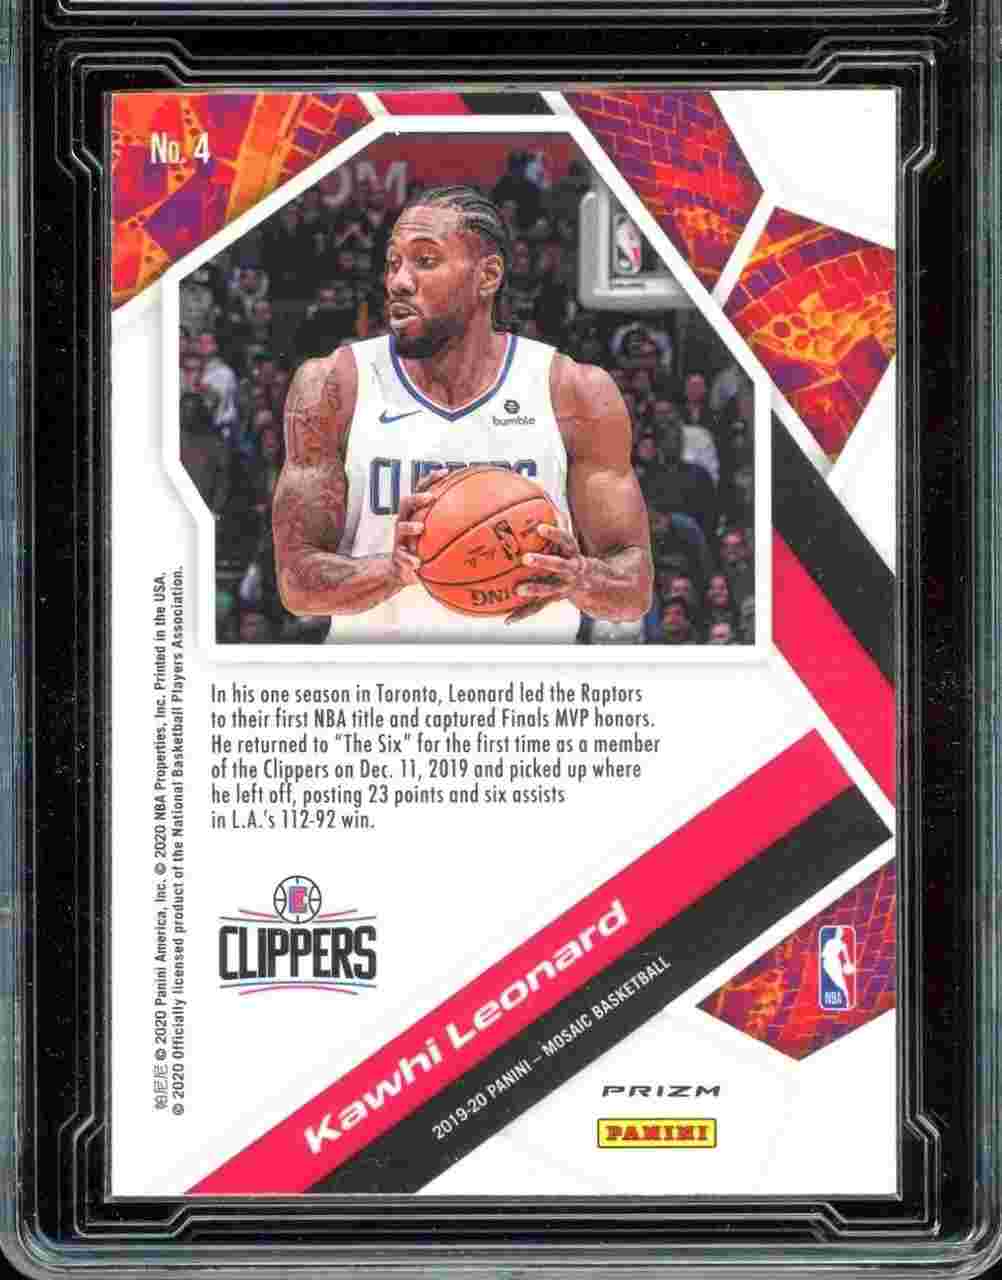 No. 4
OM
bumble
CLIPPERS
In his one season in Toronto, Leonard led the Raptors
to their first NBA title and captured Finals MVP honors.
He returned to "The Six" for the first time as a member
of the Clippers on Dec. 11, 2019 and picked up where
he left off, posting 23 points and six assists
in L.A.'s 112-92 win.
帕尼尼 © 2020 Panini America, Inc. © 2020 NBA Properties, Inc. Printed in the USA.
© 2020 Officially licensed product of the National Basketball Players Association.
CLIPPERS
Kawhi Leonard
2019-20 PANINI – MOSAIC BASKETBALL
NBA
PRIZM
PANINI